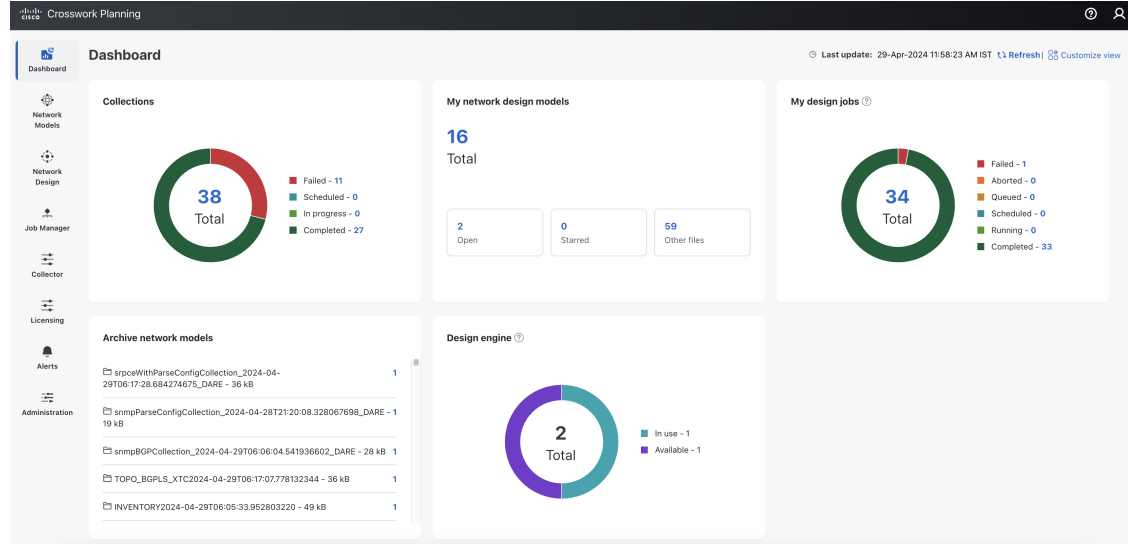 cisco Crosswork Planning
Dashboard
Network
Models
Network
Design
Job Manager
Collector
Licensing
Alerts
Administration
Dashboard
Last update: 29-Apr-2024 11:58:23 AM IST Refresh | Customize view
Collections
38
Total
Failed - 11
Scheduled - 0
In progress - 0
Completed - 27
My network design models
16
Total
2
Open
0
Starred
59
Other files
My design jobs ?
34
Total
Failed - 1
Aborted - 0
Queued - 0
Scheduled - 0
Running - 0
Completed - 33
Archive network models
srpceWithParseConfigCollection_2024-04- 1
29T06:17:28.684274675_DARE - 36 kB
snmpParseConfigCollection_2024-04-28T21:20:08.328067698_DARE - 1
19 kB
snmpBGPCollection_2024-04-29T06:06:04.541936602_DARE - 28 kB 1
TOPO_BGPLS_XTC2024-04-29T06:17:07.778132344 - 36 kB 1
INVENTORY2024-04-29T06:05:33.952803220 - 49 kB 1
Design engine ?
2
Total
In use - 1
Available - 1